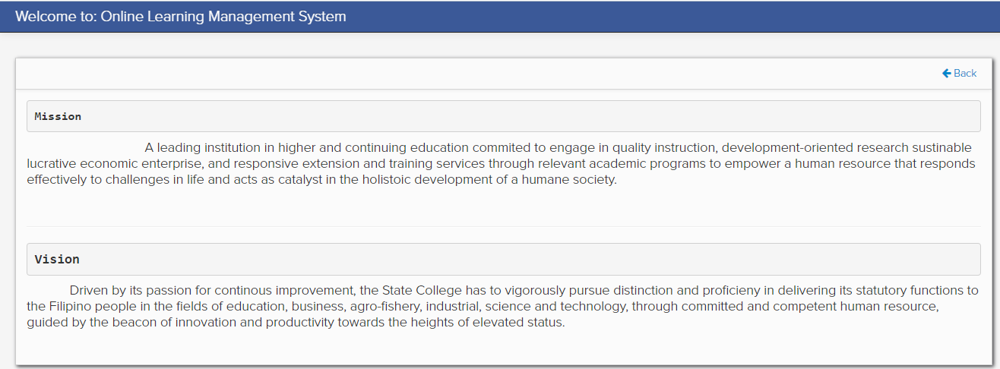 Welcome to: Online Learning Management System
Back
Mission
A leading institution in higher and continuing education commited to engage in quality instruction, development-oriented research sustinable
lucrative economic enterprise, and responsive extension and training services through relevant academic programs to empower a human resource that responds
effectively to challenges in life and acts as catalyst in the holistoic development of a humane society.
Vision
Driven by its passion for continous improvement, the State College has to vigorously pursue distinction and proficieny in delivering its statutory functions to
the Filipino people in the fields of education, business, agro-fishery, industrial, science and technology, through committed and competent human resource,
guided by the beacon of innovation and productivity towards the heights of elevated status.